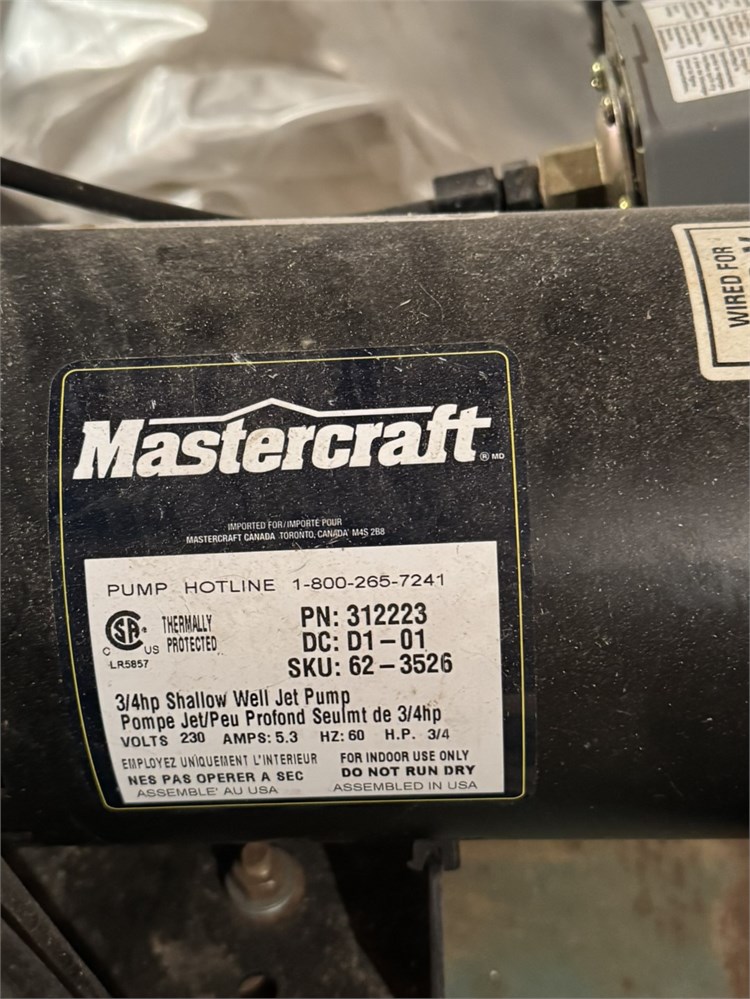 WIRED FOR
Mastercraft
® MD
IMPORTED FOR/IMPORTÉ POUR
MASTERCRAFT CANADA TORONTO, CANADA M4S 2B8
PUMP HOTLINE 1-800-265-7241
CSA ®
C US
LR5857
THERMALLY
PROTECTED
PN: 312223
DC: D1-01
SKU: 62-3526
3/4hp Shallow Well Jet Pump
Pompe Jet/Peu Profond Seulmt de 3/4hp
VOLTS 230 AMPS: 5.3 HZ: 60 H.P. 3/4
EMPLOYEZ UNIQUEMENT L'INTERIEUR
NES PAS OPERER A SEC
ASSEMBLE' AU USA
FOR INDOOR USE ONLY
DO NOT RUN DRY
ASSEMBLED IN USA